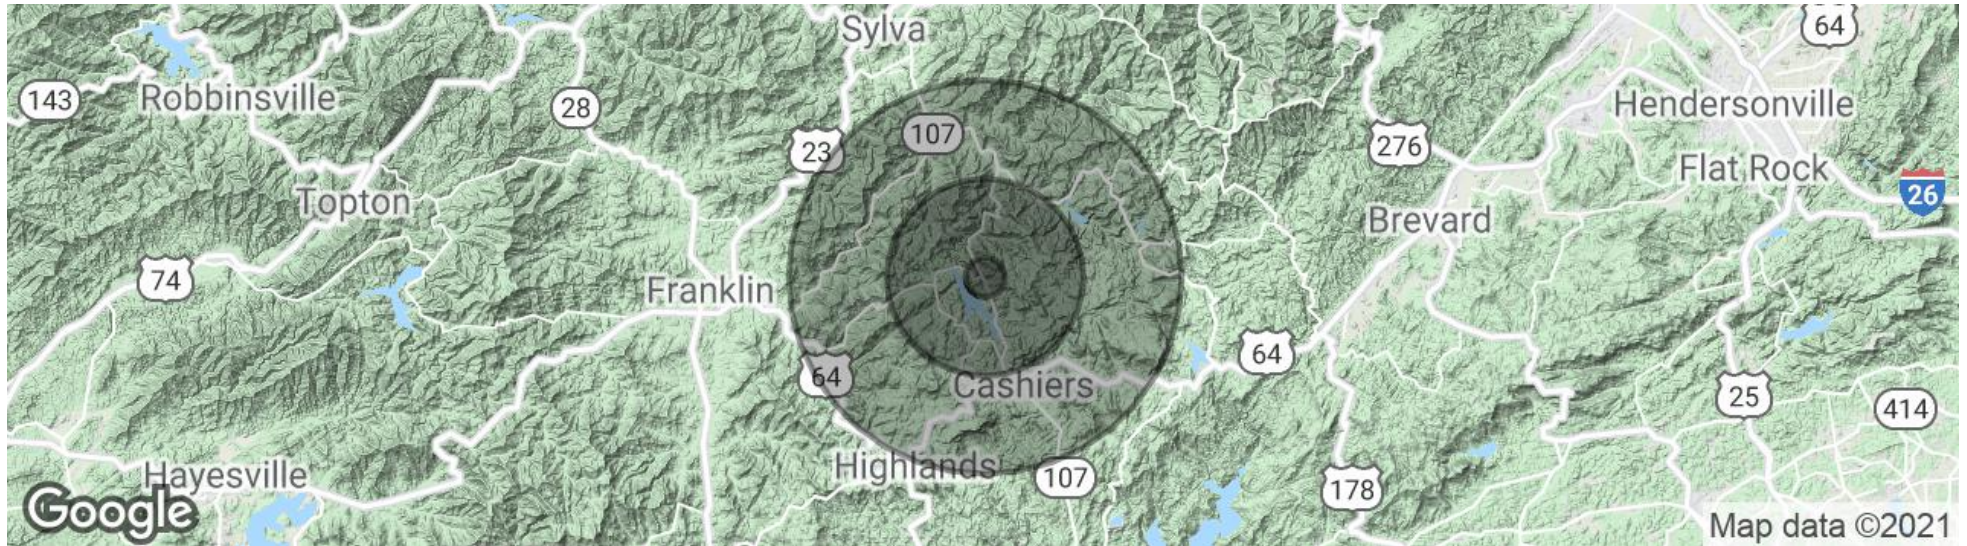 Sylva
64
143
Robbinsville
28
Hendersonville
107
276
23
Flat Rock
26
Topton
Brevard
74
Franklin
64
64
Cashiers
25
414
Highlands
107
Hayesville
178
Google
Map data ©2021